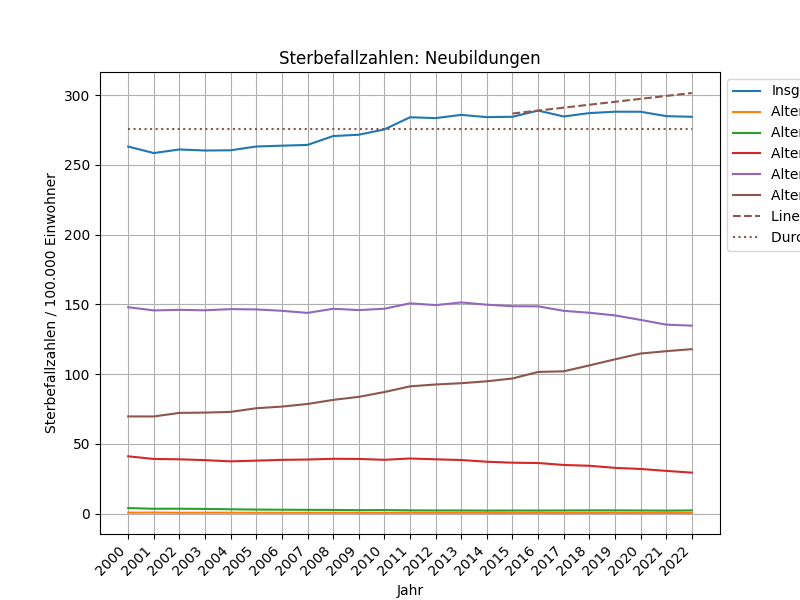 Sterbefallzahlen: Neubildungen
Sterbefallzahlen / 100.000 Einwohner
300
250
200
150
100
50
0
2000 2001 2002 2003 2004 2005 2006 2007 2008 2009 2010 2011 2012 2013 2014 2015 2016 2017 2018 2019 2020 2021 2022
Jahr
Insg
Alter
Alter
Alter
Alter
Alter
Line
Durc